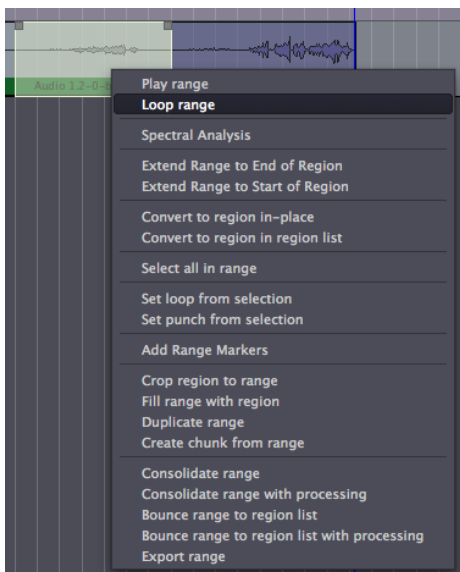 Audio 1.2-0-b
Play range
Loop range
Spectral Analysis
Extend Range to End of Region
Extend Range to Start of Region
Convert to region in-place
Convert to region in region list
Select all in range
Set loop from selection
Set punch from selection
Add Range Markers
Crop region to range
Fill range with region
Duplicate range
Create chunk from range
Consolidate range
Consolidate range with processing
Bounce range to region list
Bounce range to region list with processing
Export range